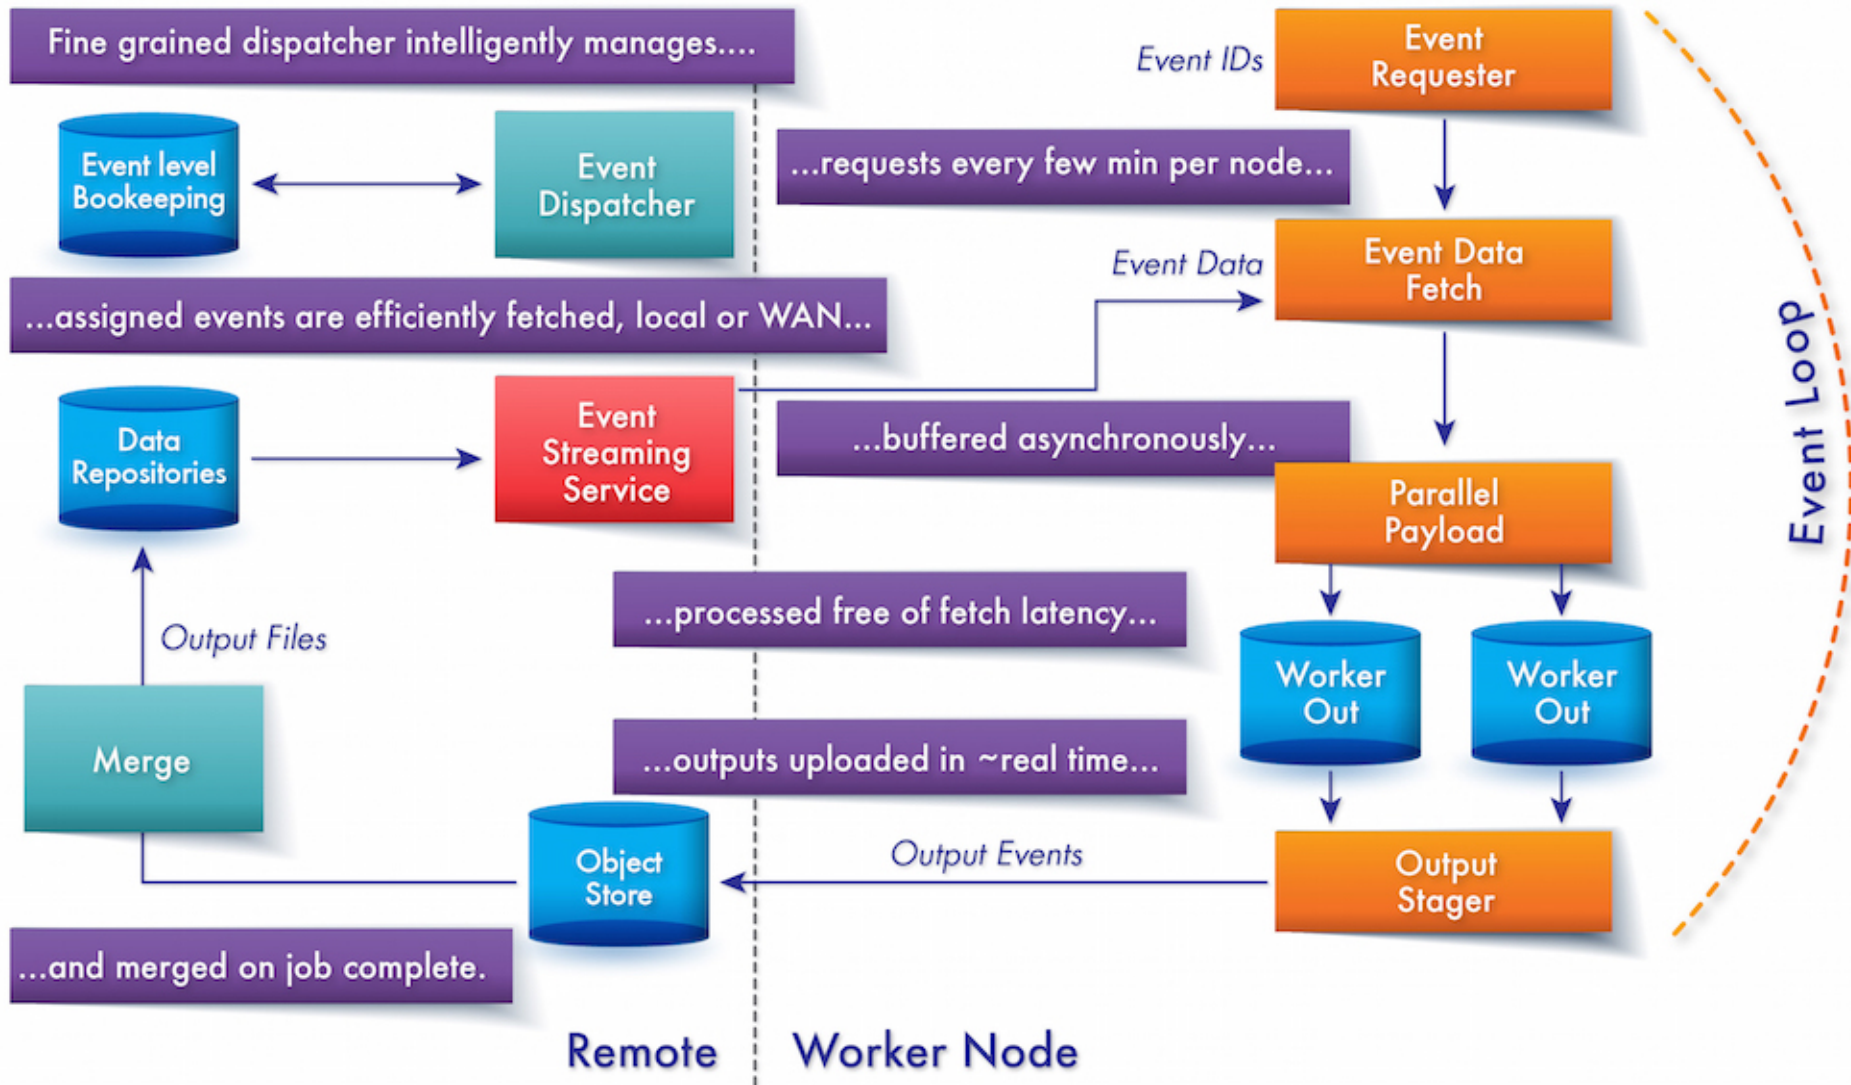 Fine grained dispatcher intelligently manages....
Event IDs
Event
Requester
Event level
Bookeeping
Event
Dispatcher
...requests every few min per node...
Event Data
Event Data
Fetch
...assigned events are efficiently fetched, local or WAN...
Data
Repositories
Event
Streaming
Service
...buffered asynchronously...
Parallel
Payload
Event Loop
...processed free of fetch latency...
Output Files
Worker
Out
Worker
Out
Merge
...outputs uploaded in ~real time...
Object
Store
Output Events
Output
Stager
...and merged on job complete.
Remote
Worker Node